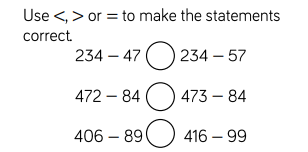 Use <, > or = to make the statements
correct.
234 – 47 ◯ 234 – 57
472 – 84 ◯ 473 – 84
406 – 89 ◯ 416 – 99